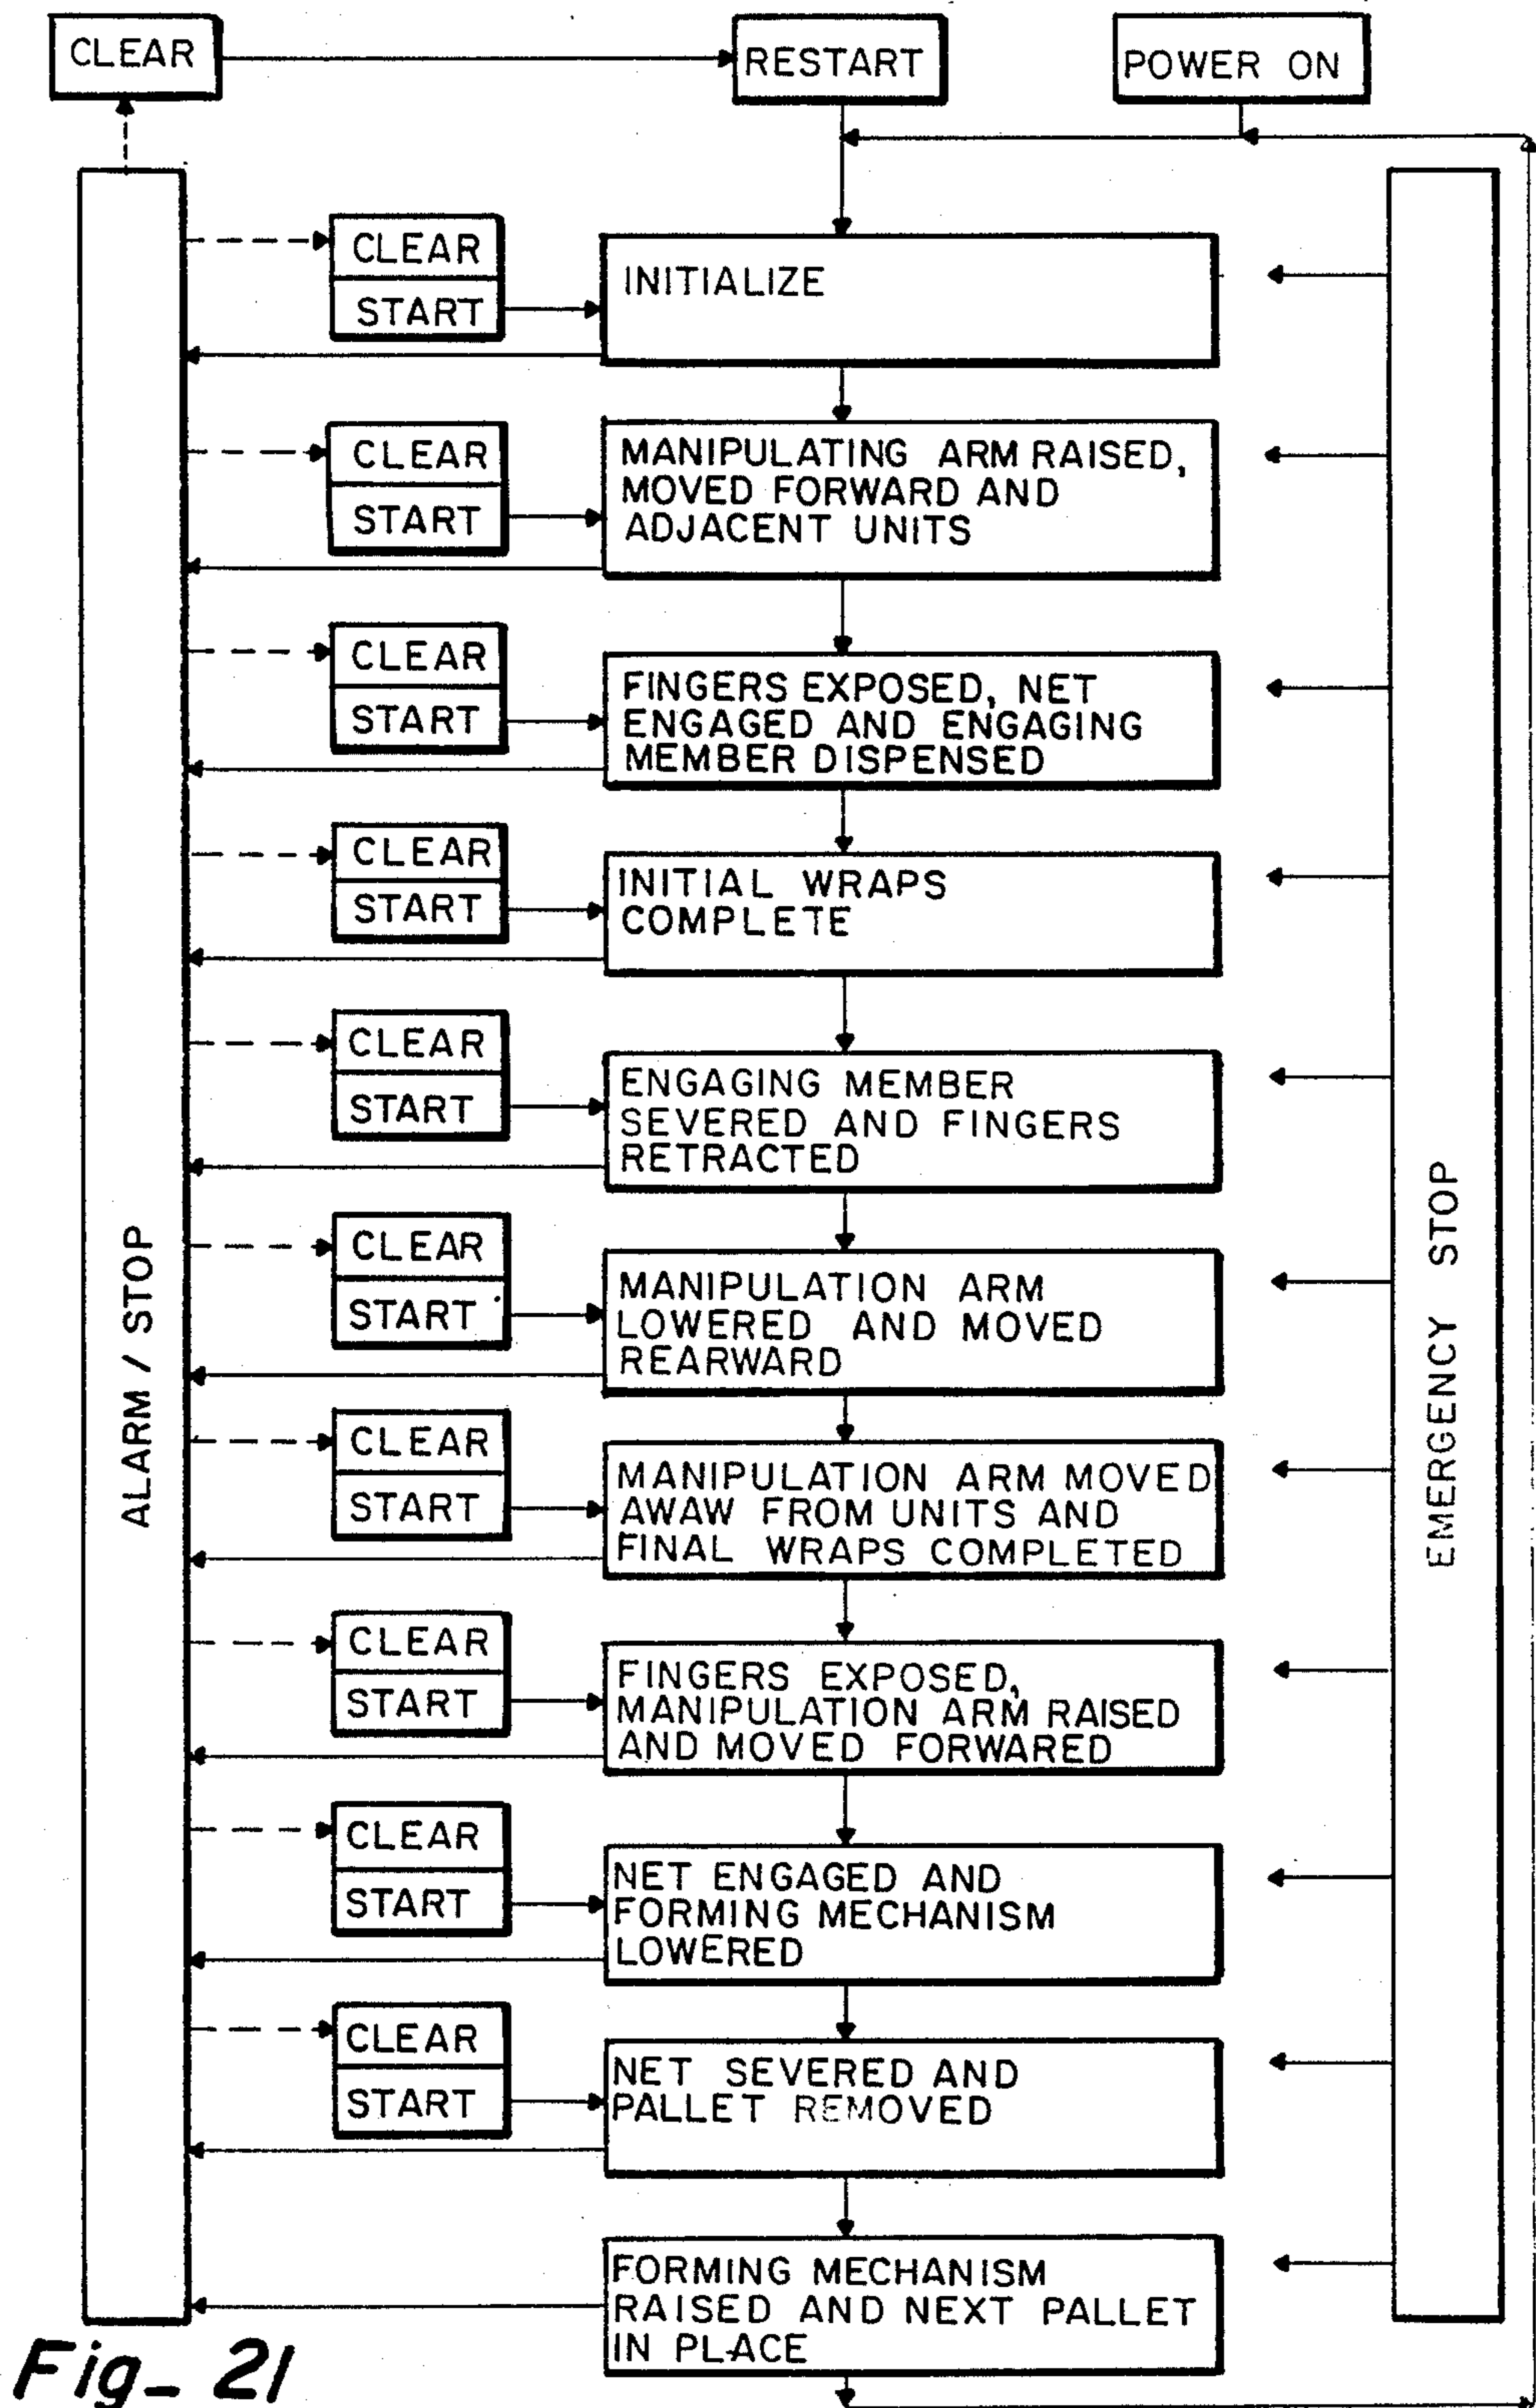 CLEAR
RESTART
POWER ON
CLEAR
START
INITIALIZE
CLEAR
START
MANIPULATING ARM RAISED,
MOVED FORWARD AND
ADJACENT UNITS
CLEAR
START
FINGERS EXPOSED, NET
ENGAGED AND ENGAGING
MEMBER DISPENSED
CLEAR
START
INITIAL WRAPS
COMPLETE
CLEAR
START
ENGAGING MEMBER
SEVERED AND FINGERS
RETRACTED
CLEAR
START
MANIPULATION ARM
LOWERED AND MOVED
REARWARD
CLEAR
START
MANIPULATION ARM MOVED
AWAW FROM UNITS AND
FINAL WRAPS COMPLETED
CLEAR
START
FINGERS EXPOSED,
MANIPULATION ARM RAISED
AND MOVED FORWARED
CLEAR
START
NET ENGAGED AND
FORMING MECHANISM
LOWERED
CLEAR
START
NET SEVERED AND
PALLET REMOVED
FORMING MECHANISM
RAISED AND NEXT PALLET
IN PLACE
ALARM / STOP
EMERGENCY STOP
Fig_ 21